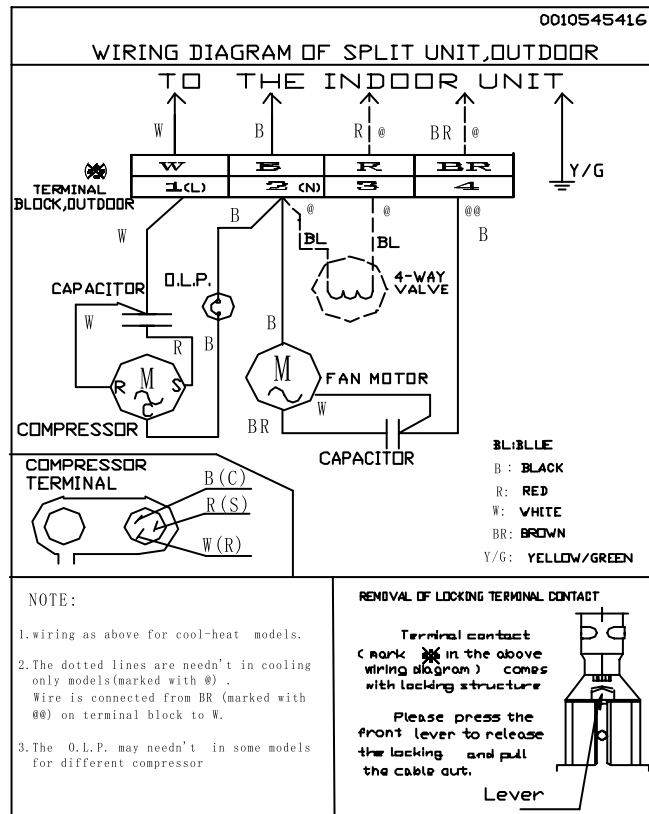 0010545416
WIRING DIAGRAM OF SPLIT UNIT,OUTDOOR
TO THE INDOOR UNIT
W B R @ BR @
Y/G
W B R BR
1(L) 2 (N) 3 4
TERMINAL
BLOCK,OUTDOOR
W B @ @ @@
BL BL B
CAPACITOR O.L.P. 4-WAY
VALVE
W R B B
R M S
C
COMPRESSOR
M FAN MOTOR
W
BR
CAPACITOR
BL:BLUE
B : BLACK
R: RED
W: WHITE
BR: BROWN
Y/G: YELLOW/GREEN
COMPRESSOR
TERMINAL
B(C)
R(S)
W(R)
NOTE:
1.wiring as above for cool-heat models.
2.The dotted lines are needn't in cooling
only models(marked with @) .
Wire is connected from BR (marked with
@@) on terminal block to W.
3.The O.L.P. may needn't in some models
for different compressor
REMOVAL OF LOCKING TERMINAL CONTACT
Terminal contact
( mark ※ in the above
wiring diagram ) comes
with locking structure
Please press the
front lever to release
the locking and pull
the cable out.
Lever